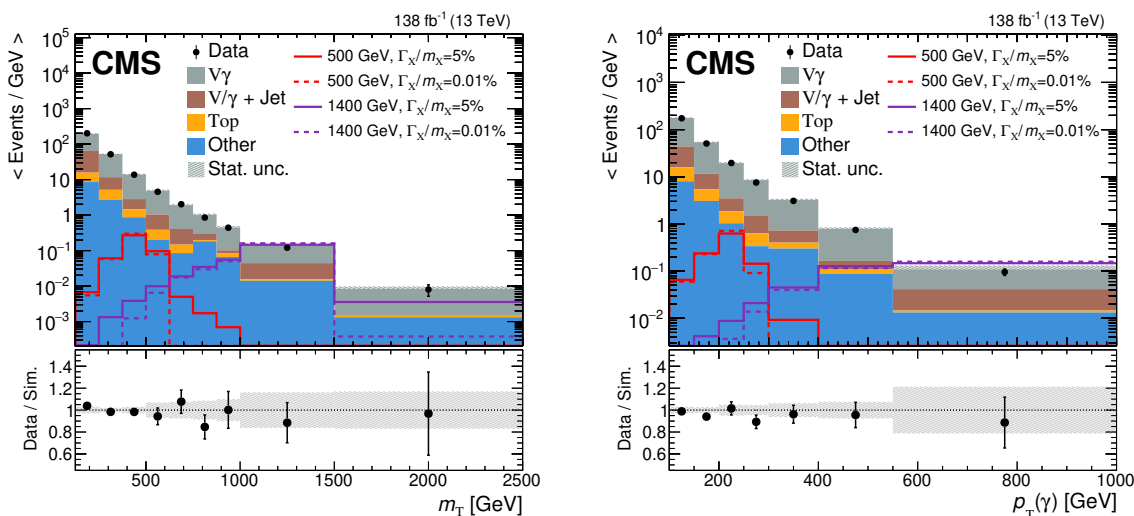 138 fb⁻¹ (13 TeV)
CMS
Data
Vγ
V/γ + Jet
Top
Other
Stat. unc.
500 GeV, Γ_X/m_X=5%
500 GeV, Γ_X/m_X=0.01%
1400 GeV, Γ_X/m_X=5%
1400 GeV, Γ_X/m_X=0.01%
< Events / GeV >
10⁵
10⁴
10³
10²
10
1
10⁻¹
10⁻²
10⁻³
Data / Sim.
1.4
1.2
1
0.8
0.6
500 1000 1500 2000 2500
m_T [GeV]
138 fb⁻¹ (13 TeV)
CMS
Data
Vγ
V/γ + Jet
Top
Other
Stat. unc.
500 GeV, Γ_X/m_X=5%
500 GeV, Γ_X/m_X=0.01%
1400 GeV, Γ_X/m_X=5%
1400 GeV, Γ_X/m_X=0.01%
< Events / GeV >
10⁴
10³
10²
10
1
10⁻¹
10⁻²
Data / Sim.
1.4
1.2
1
0.8
0.6
200 400 600 800 1000
p_T(γ) [GeV]